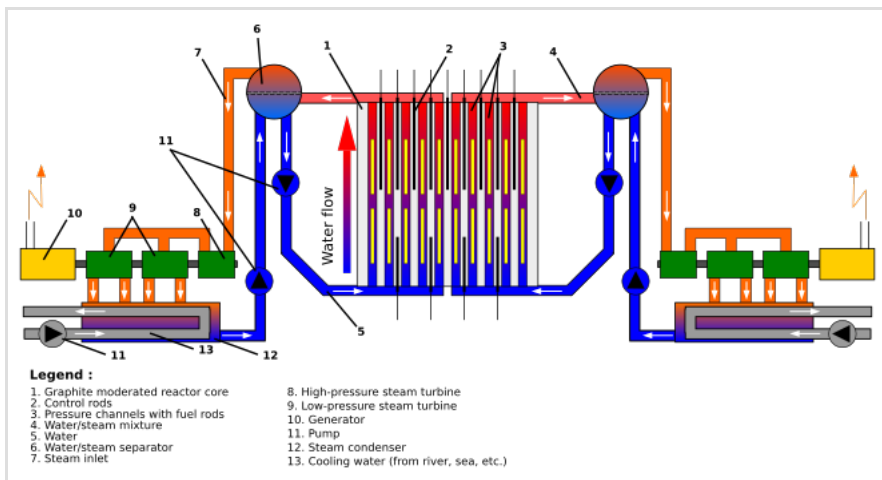 6
7
1
2
3
4
11
Water flow
10
9
8
5
11
13
12
Legend :
1. Graphite moderated reactor core
2. Control rods
3. Pressure channels with fuel rods
4. Water/steam mixture
5. Water
6. Water/steam separator
7. Steam inlet
8. High-pressure steam turbine
9. Low-pressure steam turbine
10. Generator
11. Pump
12. Steam condenser
13. Cooling water (from river, sea, etc.)